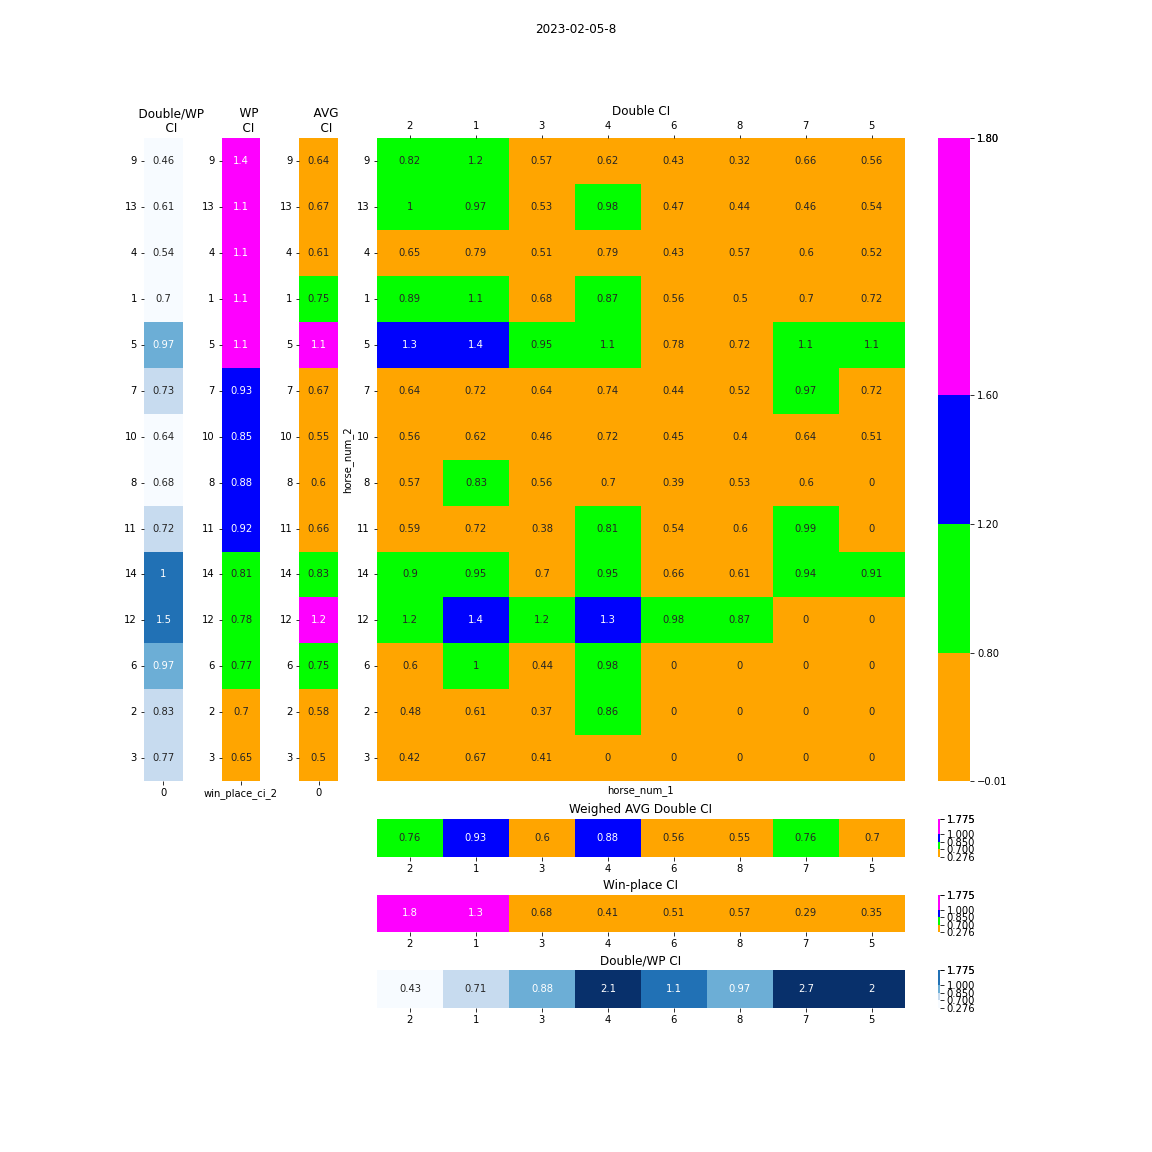 2023-02-05-8
Double/WP CI
WP CI
AVG CI
Double CI
2 1 3 4 6 8 7 5
1.80
9 0.46 9 1.4 9 0.64 9 0.82 1.2 0.57 0.62 0.43 0.32 0.66 0.56
13 0.61 13 1.1 13 0.67 13 1 0.97 0.53 0.98 0.47 0.44 0.46 0.54
4 0.54 4 1.1 4 0.61 4 0.65 0.79 0.51 0.79 0.43 0.57 0.6 0.52
1 0.7 1 1.1 1 0.75 1 0.89 1.1 0.68 0.87 0.56 0.5 0.7 0.72
5 0.97 5 1.1 5 1.1 5 1.3 1.4 0.95 1.1 0.78 0.72 1.1 1.1
7 0.73 7 0.93 7 0.67 7 0.64 0.72 0.64 0.74 0.44 0.52 0.97 0.72
1.60
10 0.64 10 0.85 10 0.55 10 0.56 0.62 0.46 0.72 0.45 0.4 0.64 0.51
horse_num_2
8 0.68 8 0.88 8 0.6 8 0.57 0.83 0.56 0.7 0.39 0.53 0.6 0
11 0.72 11 0.92 11 0.66 11 0.59 0.72 0.38 0.81 0.54 0.6 0.99 0
1.20
14 1 14 0.81 14 0.83 14 0.9 0.95 0.7 0.95 0.66 0.61 0.94 0.91
12 1.5 12 0.78 12 1.2 12 1.2 1.4 1.2 1.3 0.98 0.87 0 0
0.80
6 0.97 6 0.77 6 0.75 6 0.6 1 0.44 0.98 0 0 0 0
2 0.83 2 0.7 2 0.58 2 0.48 0.61 0.37 0.86 0 0 0 0
3 0.77 3 0.65 3 0.5 3 0.42 0.67 0.41 0 0 0 0 0
−0.01
0 win_place_ci_2 0 horse_num_1
Weighed AVG Double CI
0.76 0.93 0.6 0.88 0.56 0.55 0.76 0.7
2 1 3 4 6 8 7 5
1.775
1.000
0.850
0.700
0.276
Win-place CI
1.8 1.3 0.68 0.41 0.51 0.57 0.29 0.35
2 1 3 4 6 8 7 5
1.775
1.000
0.850
0.700
0.276
Double/WP CI
0.43 0.71 0.88 2.1 1.1 0.97 2.7 2
2 1 3 4 6 8 7 5
1.775
1.000
0.850
0.700
0.276